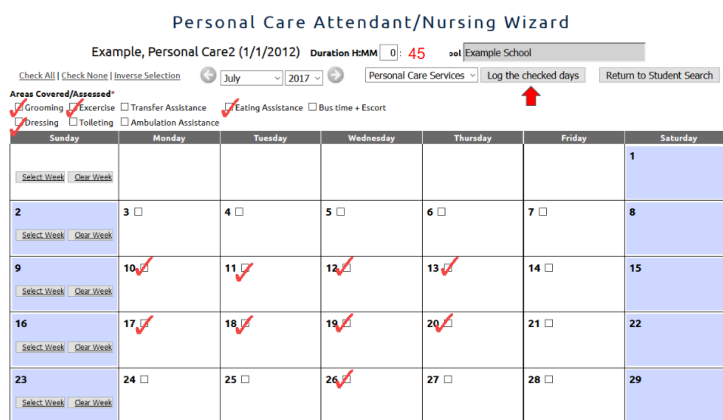 Personal Care Attendant/Nursing Wizard
Example, Personal Care2 (1/1/2012) Duration H:MM 0 : 45 ool Example School
Check All | Check None | Inverse Selection July 2017 Personal Care Services Log the checked days Return to Student Search
Areas Covered/Assessed*
Grooming Excercise Transfer Assistance Eating Assistance Bus time + Escort
Dressing Toileting Ambulation Assistance
Sunday Monday Tuesday Wednesday Thursday Friday Saturday
1
Select Week Clear Week
2 3 4 5 6 7 8
Select Week Clear Week
9 10 11 12 13 14 15
Select Week Clear Week
16 17 18 19 20 21 22
Select Week Clear Week
23 24 25 26 27 28 29
Select Week Clear Week